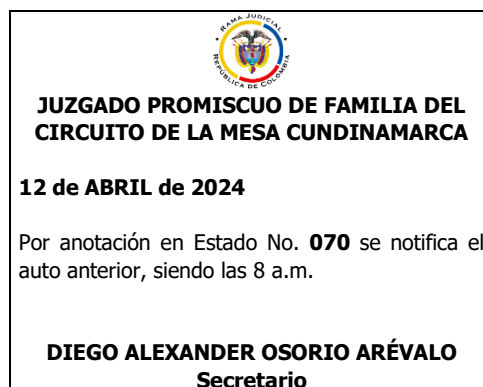 RAMA JUDICIAL
REPÚBLICA DE COLOMBIA
JUZGADO PROMISCUO DE FAMILIA DEL
CIRCUITO DE LA MESA CUNDINAMARCA
12 de ABRIL de 2024
Por anotación en Estado No. 070 se notifica el
auto anterior, siendo las 8 a.m.
DIEGO ALEXANDER OSORIO ARÉVALO
Secretario